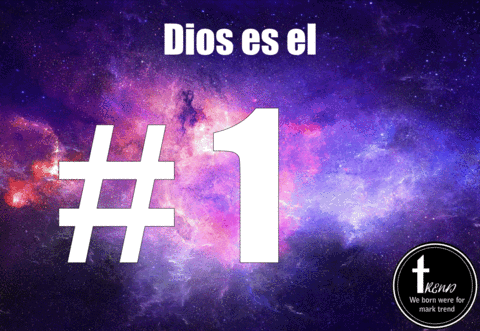 Dios es el
#1
tREND
We born were for
mark trend